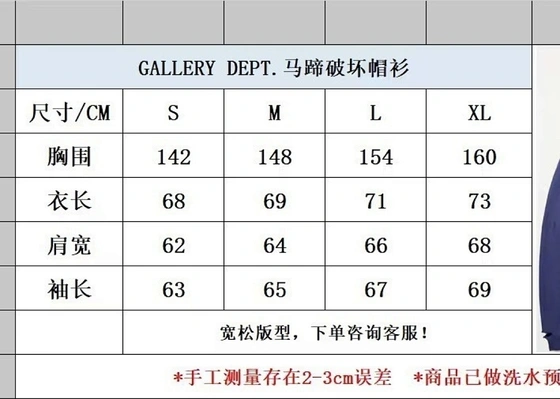 GALLERY DEPT.马蹄破坏帽衫
尺寸/CM S M L XL
胸围 142 148 154 160
衣长 68 69 71 73
肩宽 62 64 66 68
袖长 63 65 67 69
宽松版型，下单咨询客服！
*手工测量存在2-3cm误差 *商品已做洗水预